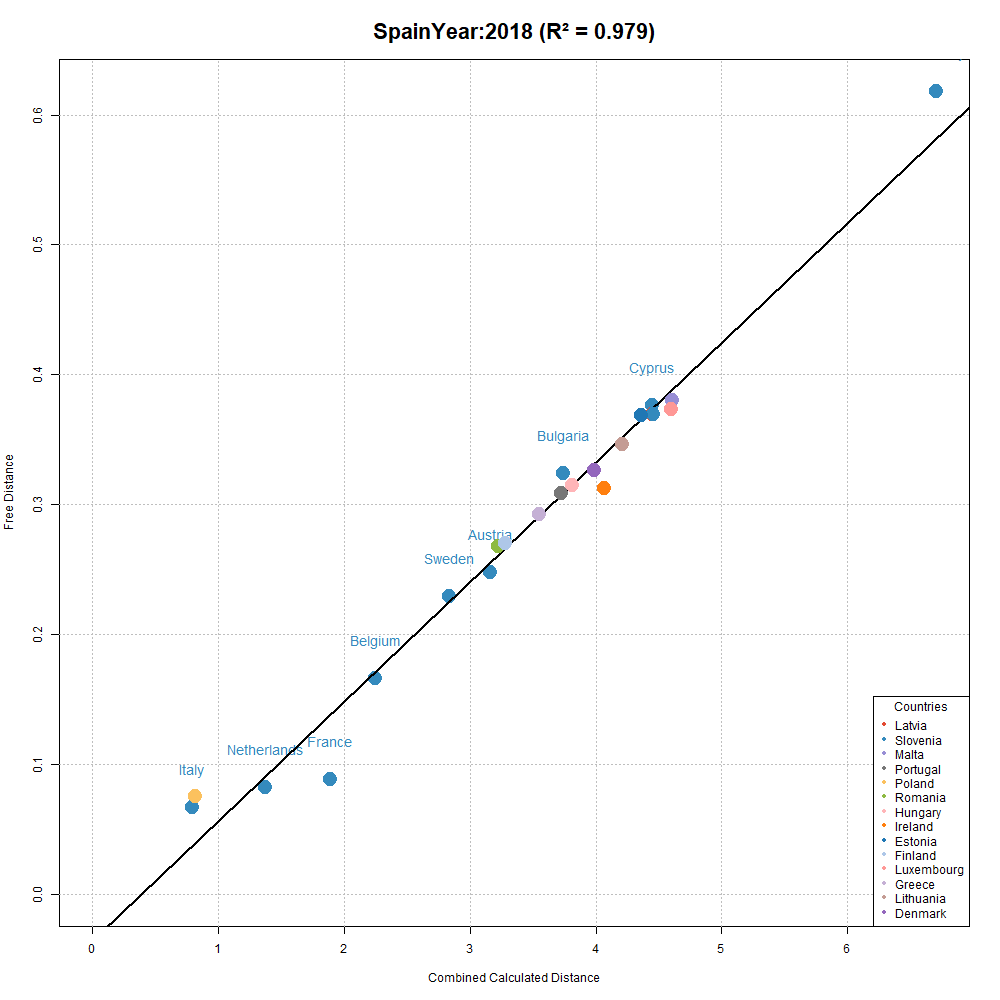 SpainYear:2018 (R² = 0.979)
0.6
0.5
Cyprus
0.4
Bulgaria
0.3
Free Distance
Austria
Sweden
0.2
Belgium
France
Netherlands
Italy
0.1
0.0
Countries
Latvia
Slovenia
Malta
Portugal
Poland
Romania
Hungary
Ireland
Estonia
Finland
Luxembourg
Greece
Lithuania
Denmark
0 1 2 3 4 5 6
Combined Calculated Distance